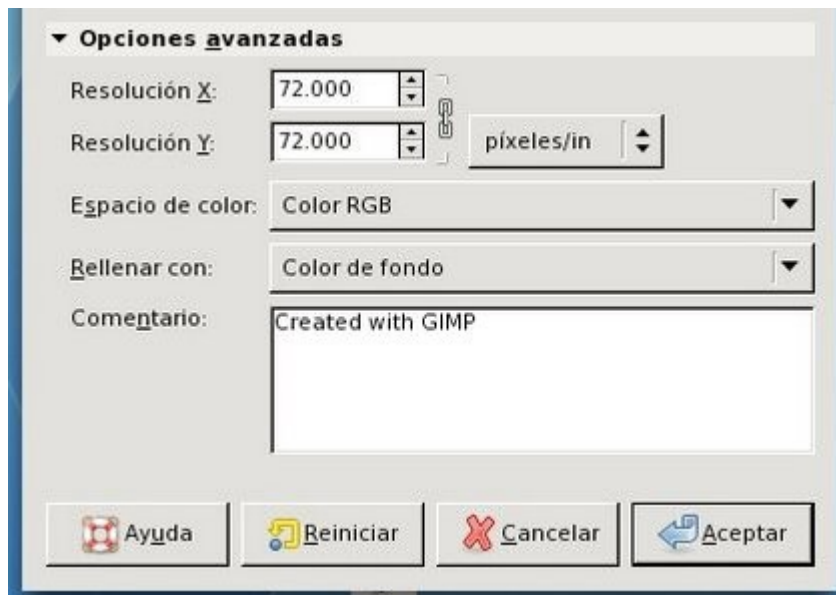 Opciones avanzadas
Resolución X: 72.000
Resolución Y: 72.000 píxeles/in
Espacio de color: Color RGB
Rellenar con: Color de fondo
Comentario: Created with GIMP
Ayuda Reiniciar Cancelar Aceptar